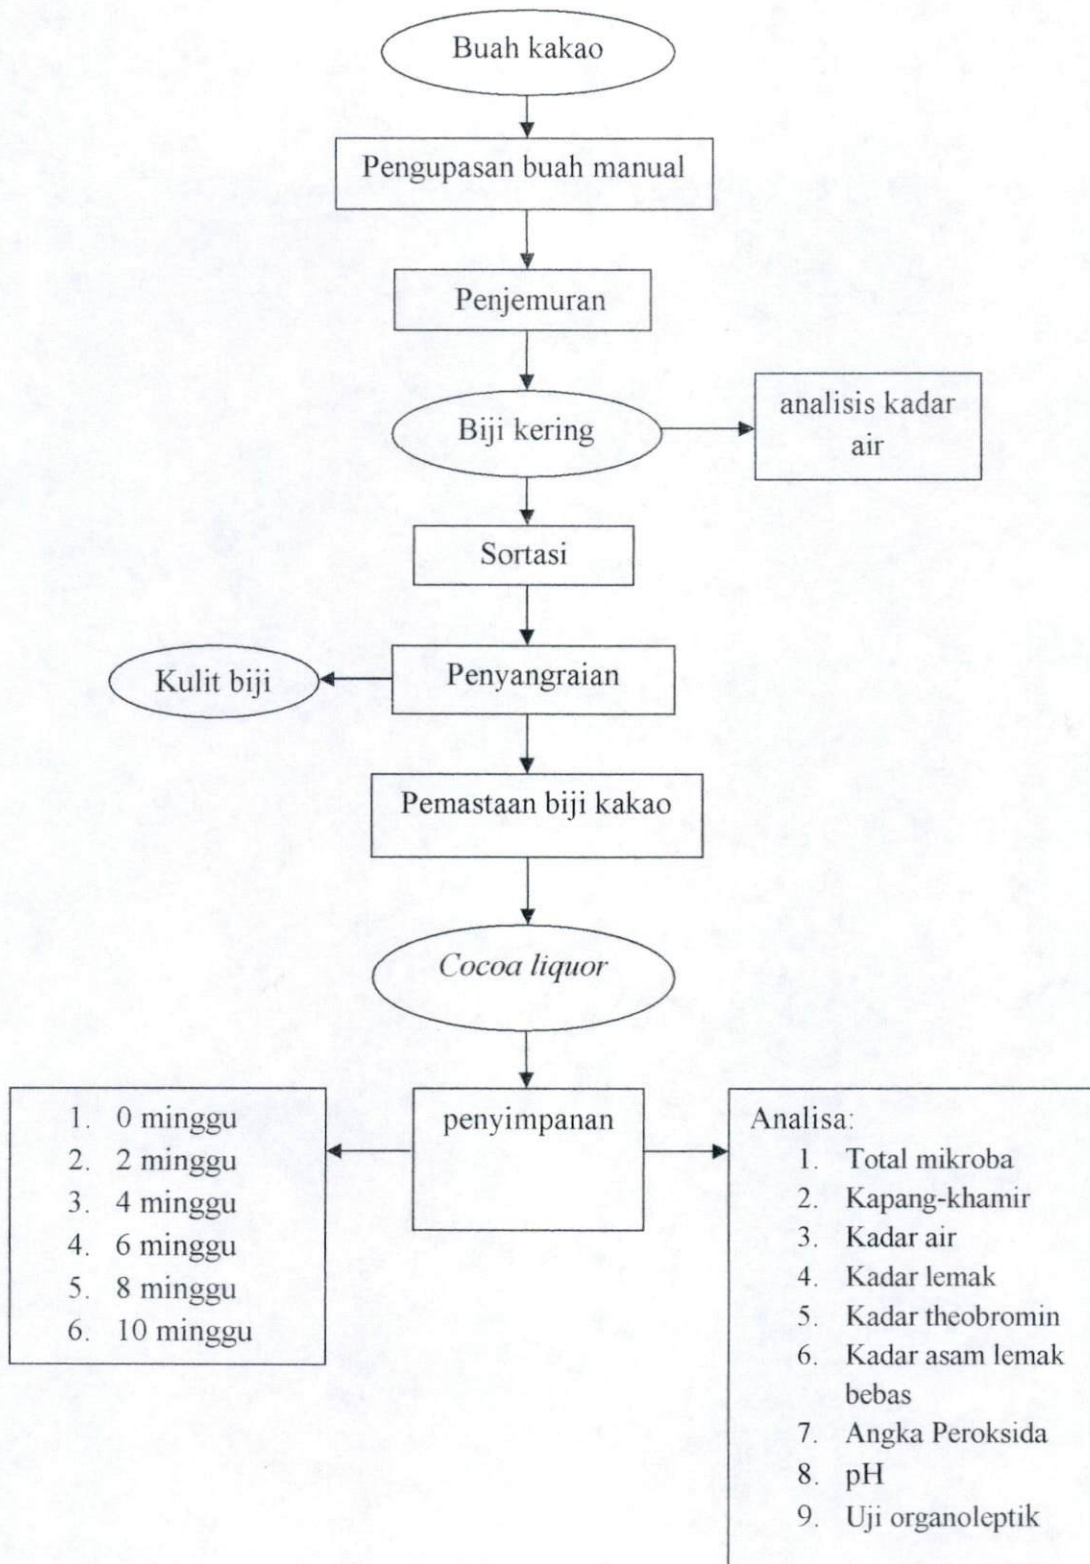 Buah kakao
Pengupasan buah manual
Penjemuran
Biji kering
analisis kadar
air
Sortasi
Kulit biji
Penyangraian
Pemastaan biji kakao
Cocoa liquor
penyimpanan
1. 0 minggu
2. 2 minggu
3. 4 minggu
4. 6 minggu
5. 8 minggu
6. 10 minggu
Analisa:
1. Total mikroba
2. Kapang-khamir
3. Kadar air
4. Kadar lemak
5. Kadar theobromin
6. Kadar asam lemak
bebas
7. Angka Peroksida
8. pH
9. Uji organoleptik